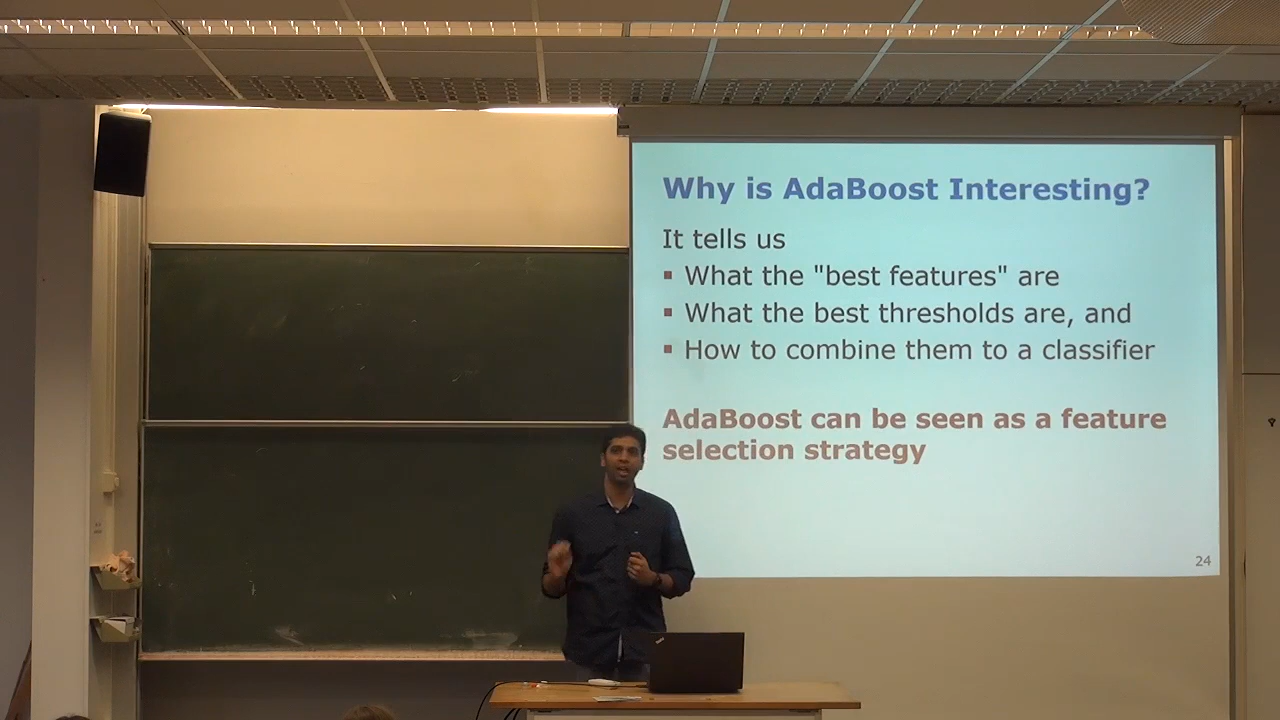 Why is AdaBoost Interesting?
It tells us
▪ What the "best features" are
▪ What the best thresholds are, and
▪ How to combine them to a classifier
AdaBoost can be seen as a feature
selection strategy
24